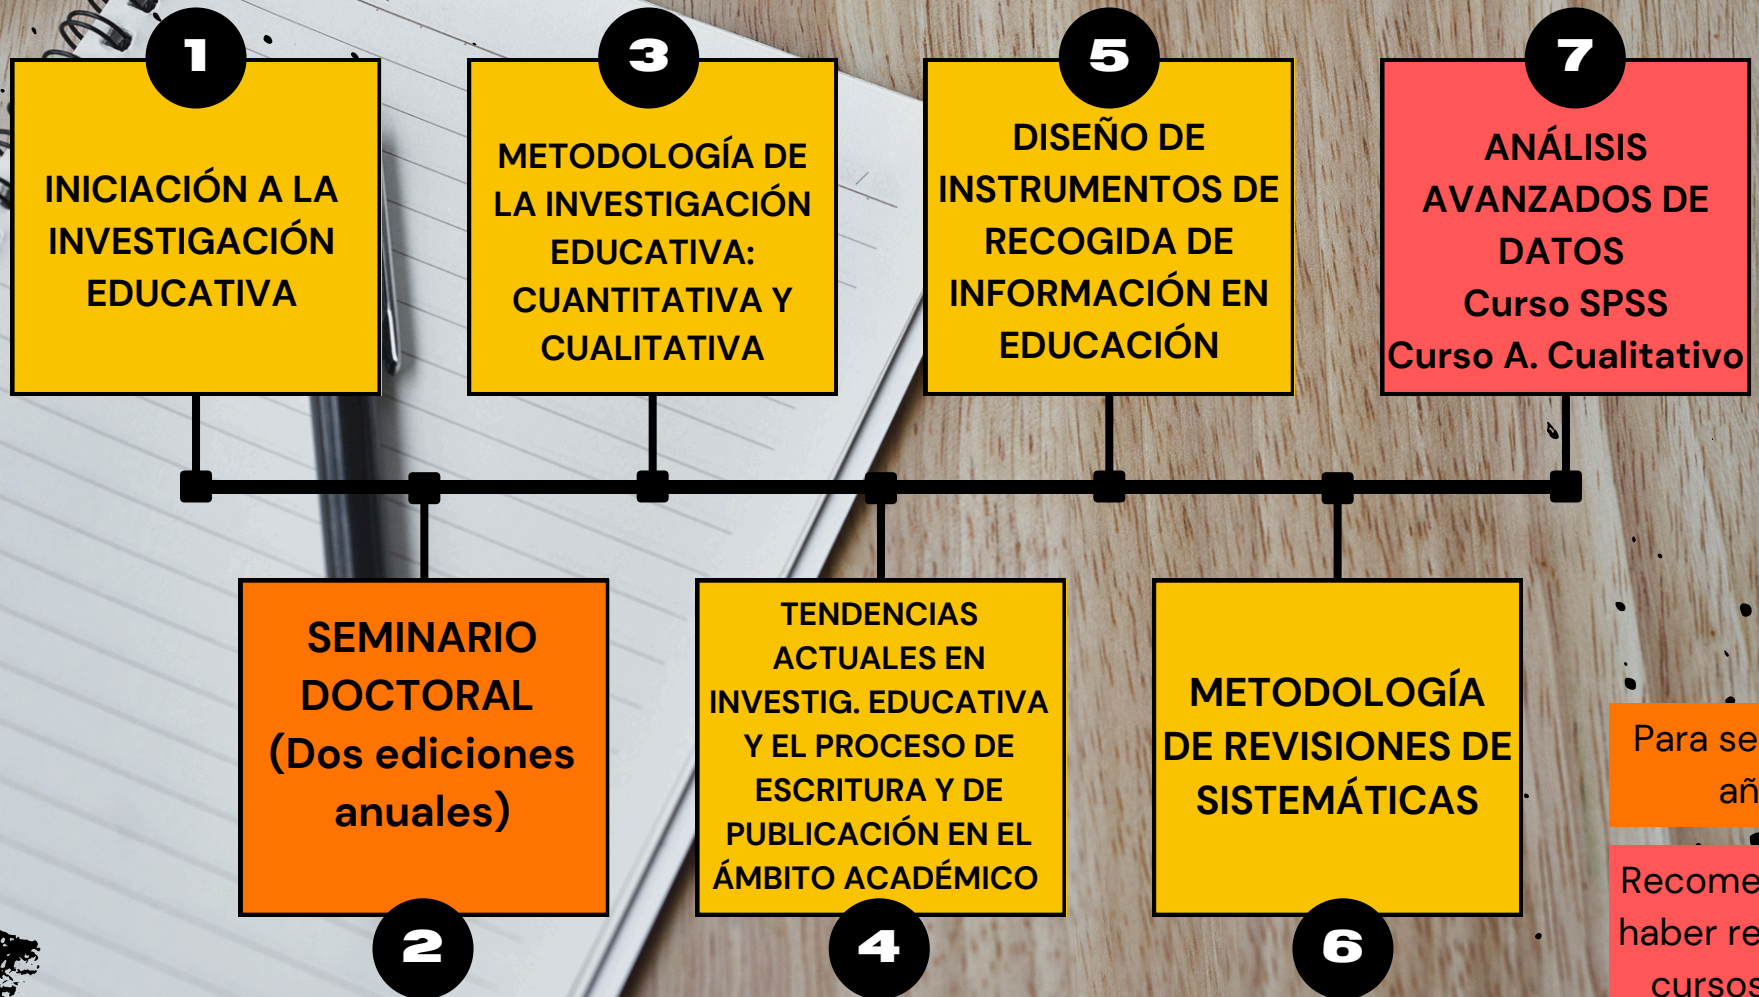 1
INICIACIÓN A LA
INVESTIGACIÓN
EDUCATIVA
2
SEMINARIO
DOCTORAL
(Dos ediciones
anuales)
3
METODOLOGÍA DE
LA INVESTIGACIÓN
EDUCATIVA:
CUANTITATIVA Y
CUALITATIVA
4
TENDENCIAS
ACTUALES EN
INVESTIG. EDUCATIVA
Y EL PROCESO DE
ESCRITURA Y DE
PUBLICACIÓN EN EL
ÁMBITO ACADÉMICO
5
DISEÑO DE
INSTRUMENTOS DE
RECOGIDA DE
INFORMACIÓN EN
EDUCACIÓN
6
METODOLOGÍA
DE REVISIONES DE
SISTEMÁTICAS
7
ANÁLISIS
AVANZADOS DE
DATOS
Curso SPSS
Curso A. Cualitativo
Para se
añ
Recome
haber re
cursos